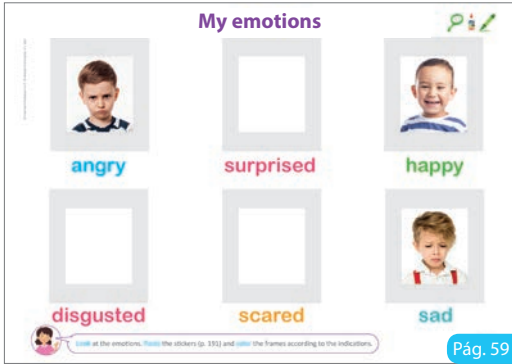 My emotions
angry surprised happy
disgusted scared sad
Look at the emotions. Paste the stickers (p. 191) and color the frames according to the indications.
Pág. 59